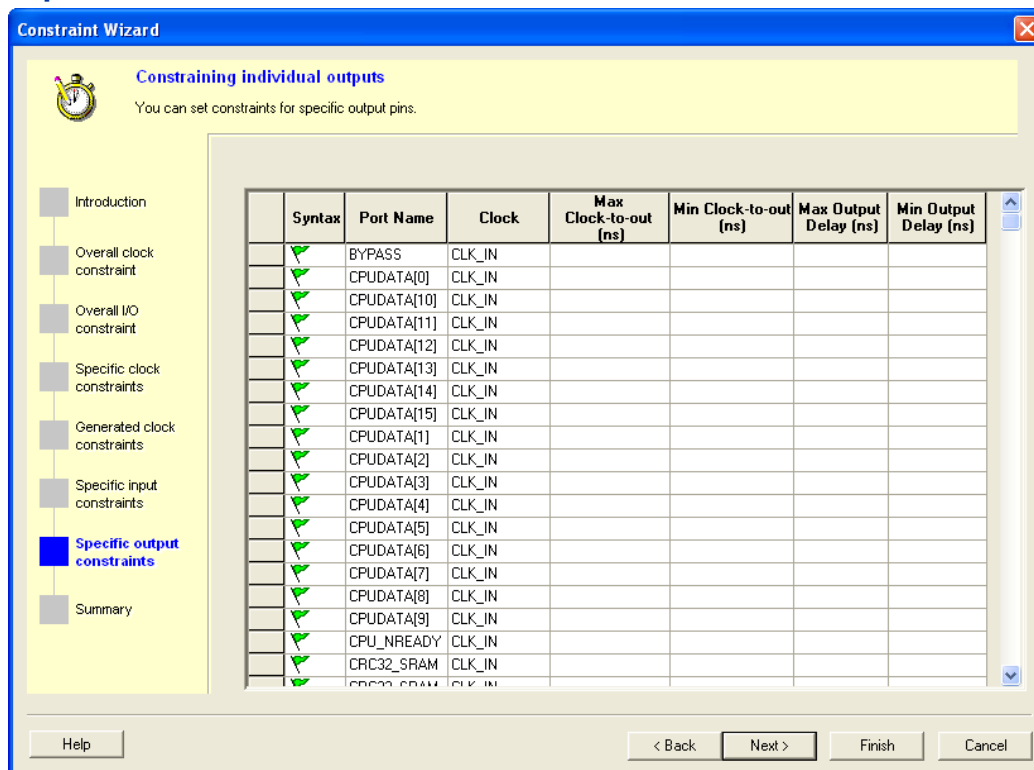 Constraint Wizard
Constraining individual outputs
You can set constraints for specific output pins.
Introduction
Overall clock
constraint
Overall I/O
constraint
Specific clock
constraints
Generated clock
constraints
Specific input
constraints
Specific output
constraints
Summary
Syntax Port Name Clock Max Clock-to-out (ns) Min Clock-to-out (ns) Max Output Delay (ns) Min Output Delay (ns)
BYPASS CLK_IN
CPUDATA[0] CLK_IN
CPUDATA[10] CLK_IN
CPUDATA[11] CLK_IN
CPUDATA[12] CLK_IN
CPUDATA[13] CLK_IN
CPUDATA[14] CLK_IN
CPUDATA[15] CLK_IN
CPUDATA[1] CLK_IN
CPUDATA[2] CLK_IN
CPUDATA[3] CLK_IN
CPUDATA[4] CLK_IN
CPUDATA[5] CLK_IN
CPUDATA[6] CLK_IN
CPUDATA[7] CLK_IN
CPUDATA[8] CLK_IN
CPUDATA[9] CLK_IN
CPU_NREADY CLK_IN
CRC32_SRAM CLK_IN
Help < Back Next > Finish Cancel